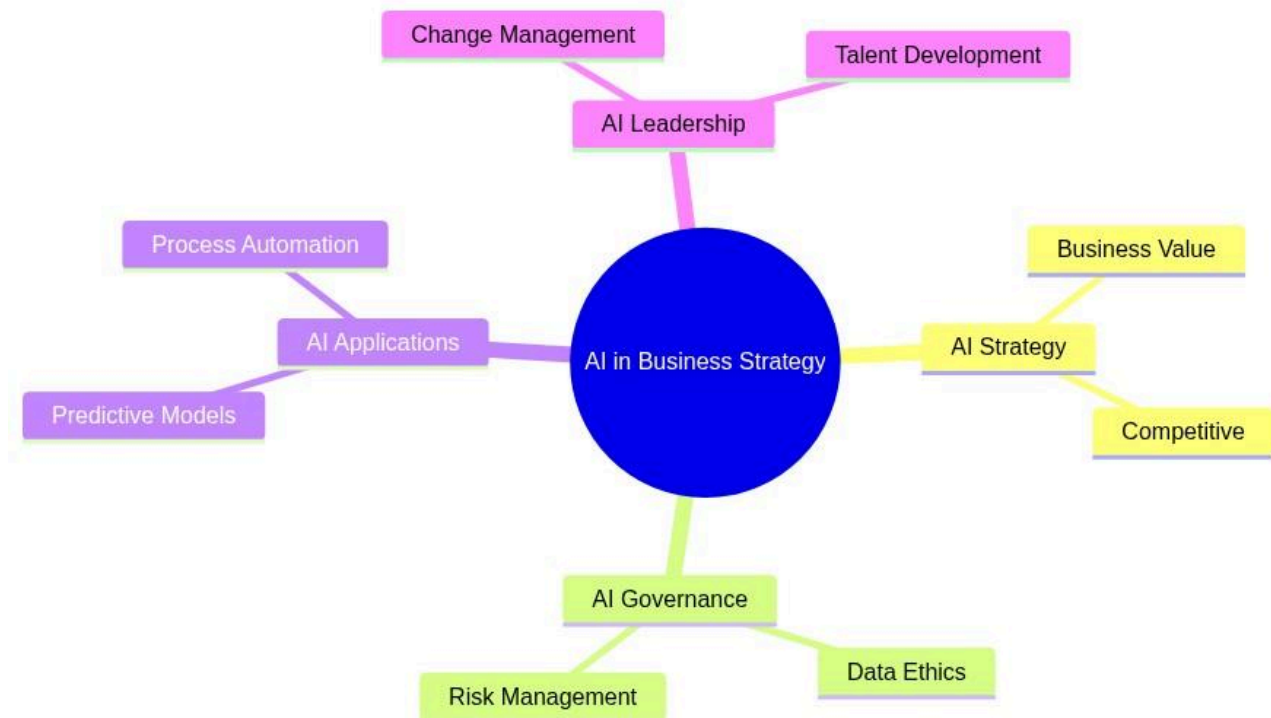 Change Management
Talent Development
AI Leadership
Process Automation
Business Value
AI Applications
AI in Business Strategy
AI Strategy
Predictive Models
Competitive
AI Governance
Data Ethics
Risk Management